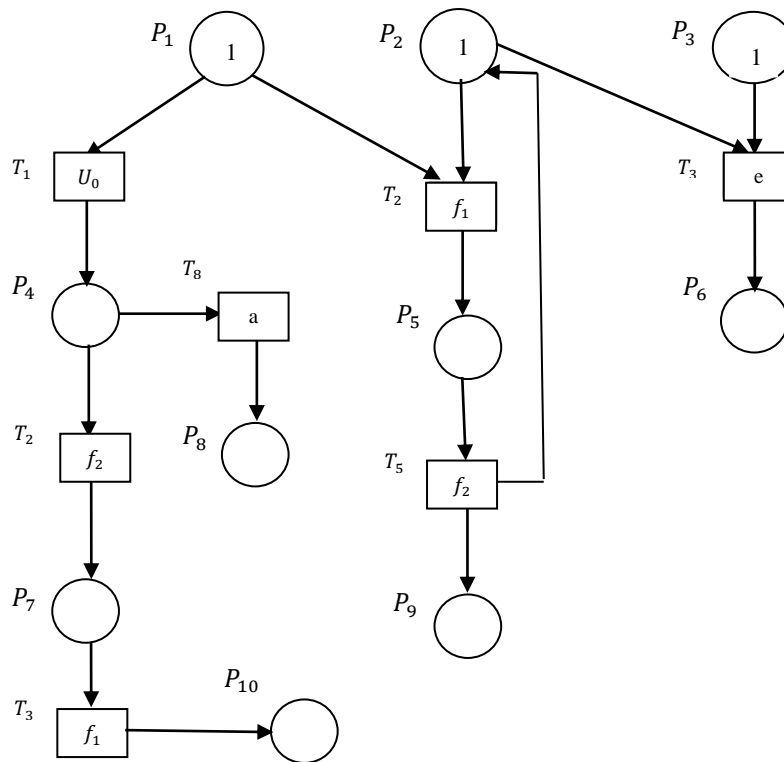 P₁ 1 P₂ 1 P₃ 1
T₁ U₀ T₂ f₁ T₃ e
P₄ T₈ a P₅ P₆
T₂ f₂ P₈ T₅ f₂
P₇ P₉
T₃ f₁ P₁₀